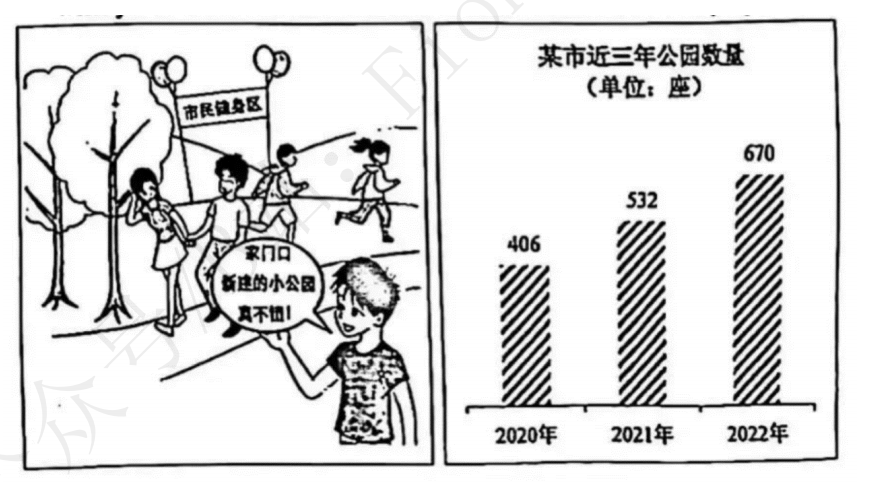 市民健身区
家门口
新建的小公园
真不错!
某市近三年公园数量
(单位:座)
670
532
406
2020年
2021年
2022年